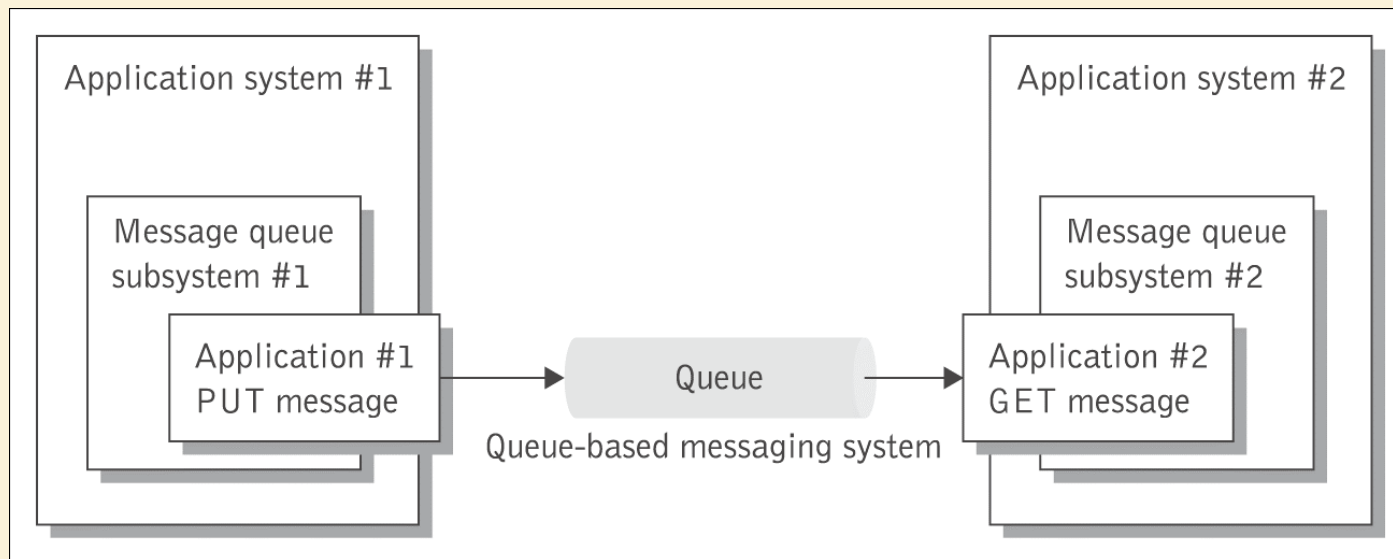 Application system #1
Message queue
subsystem #1
Application #1
PUT message
Queue
Queue-based messaging system
Application system #2
Message queue
subsystem #2
Application #2
GET message